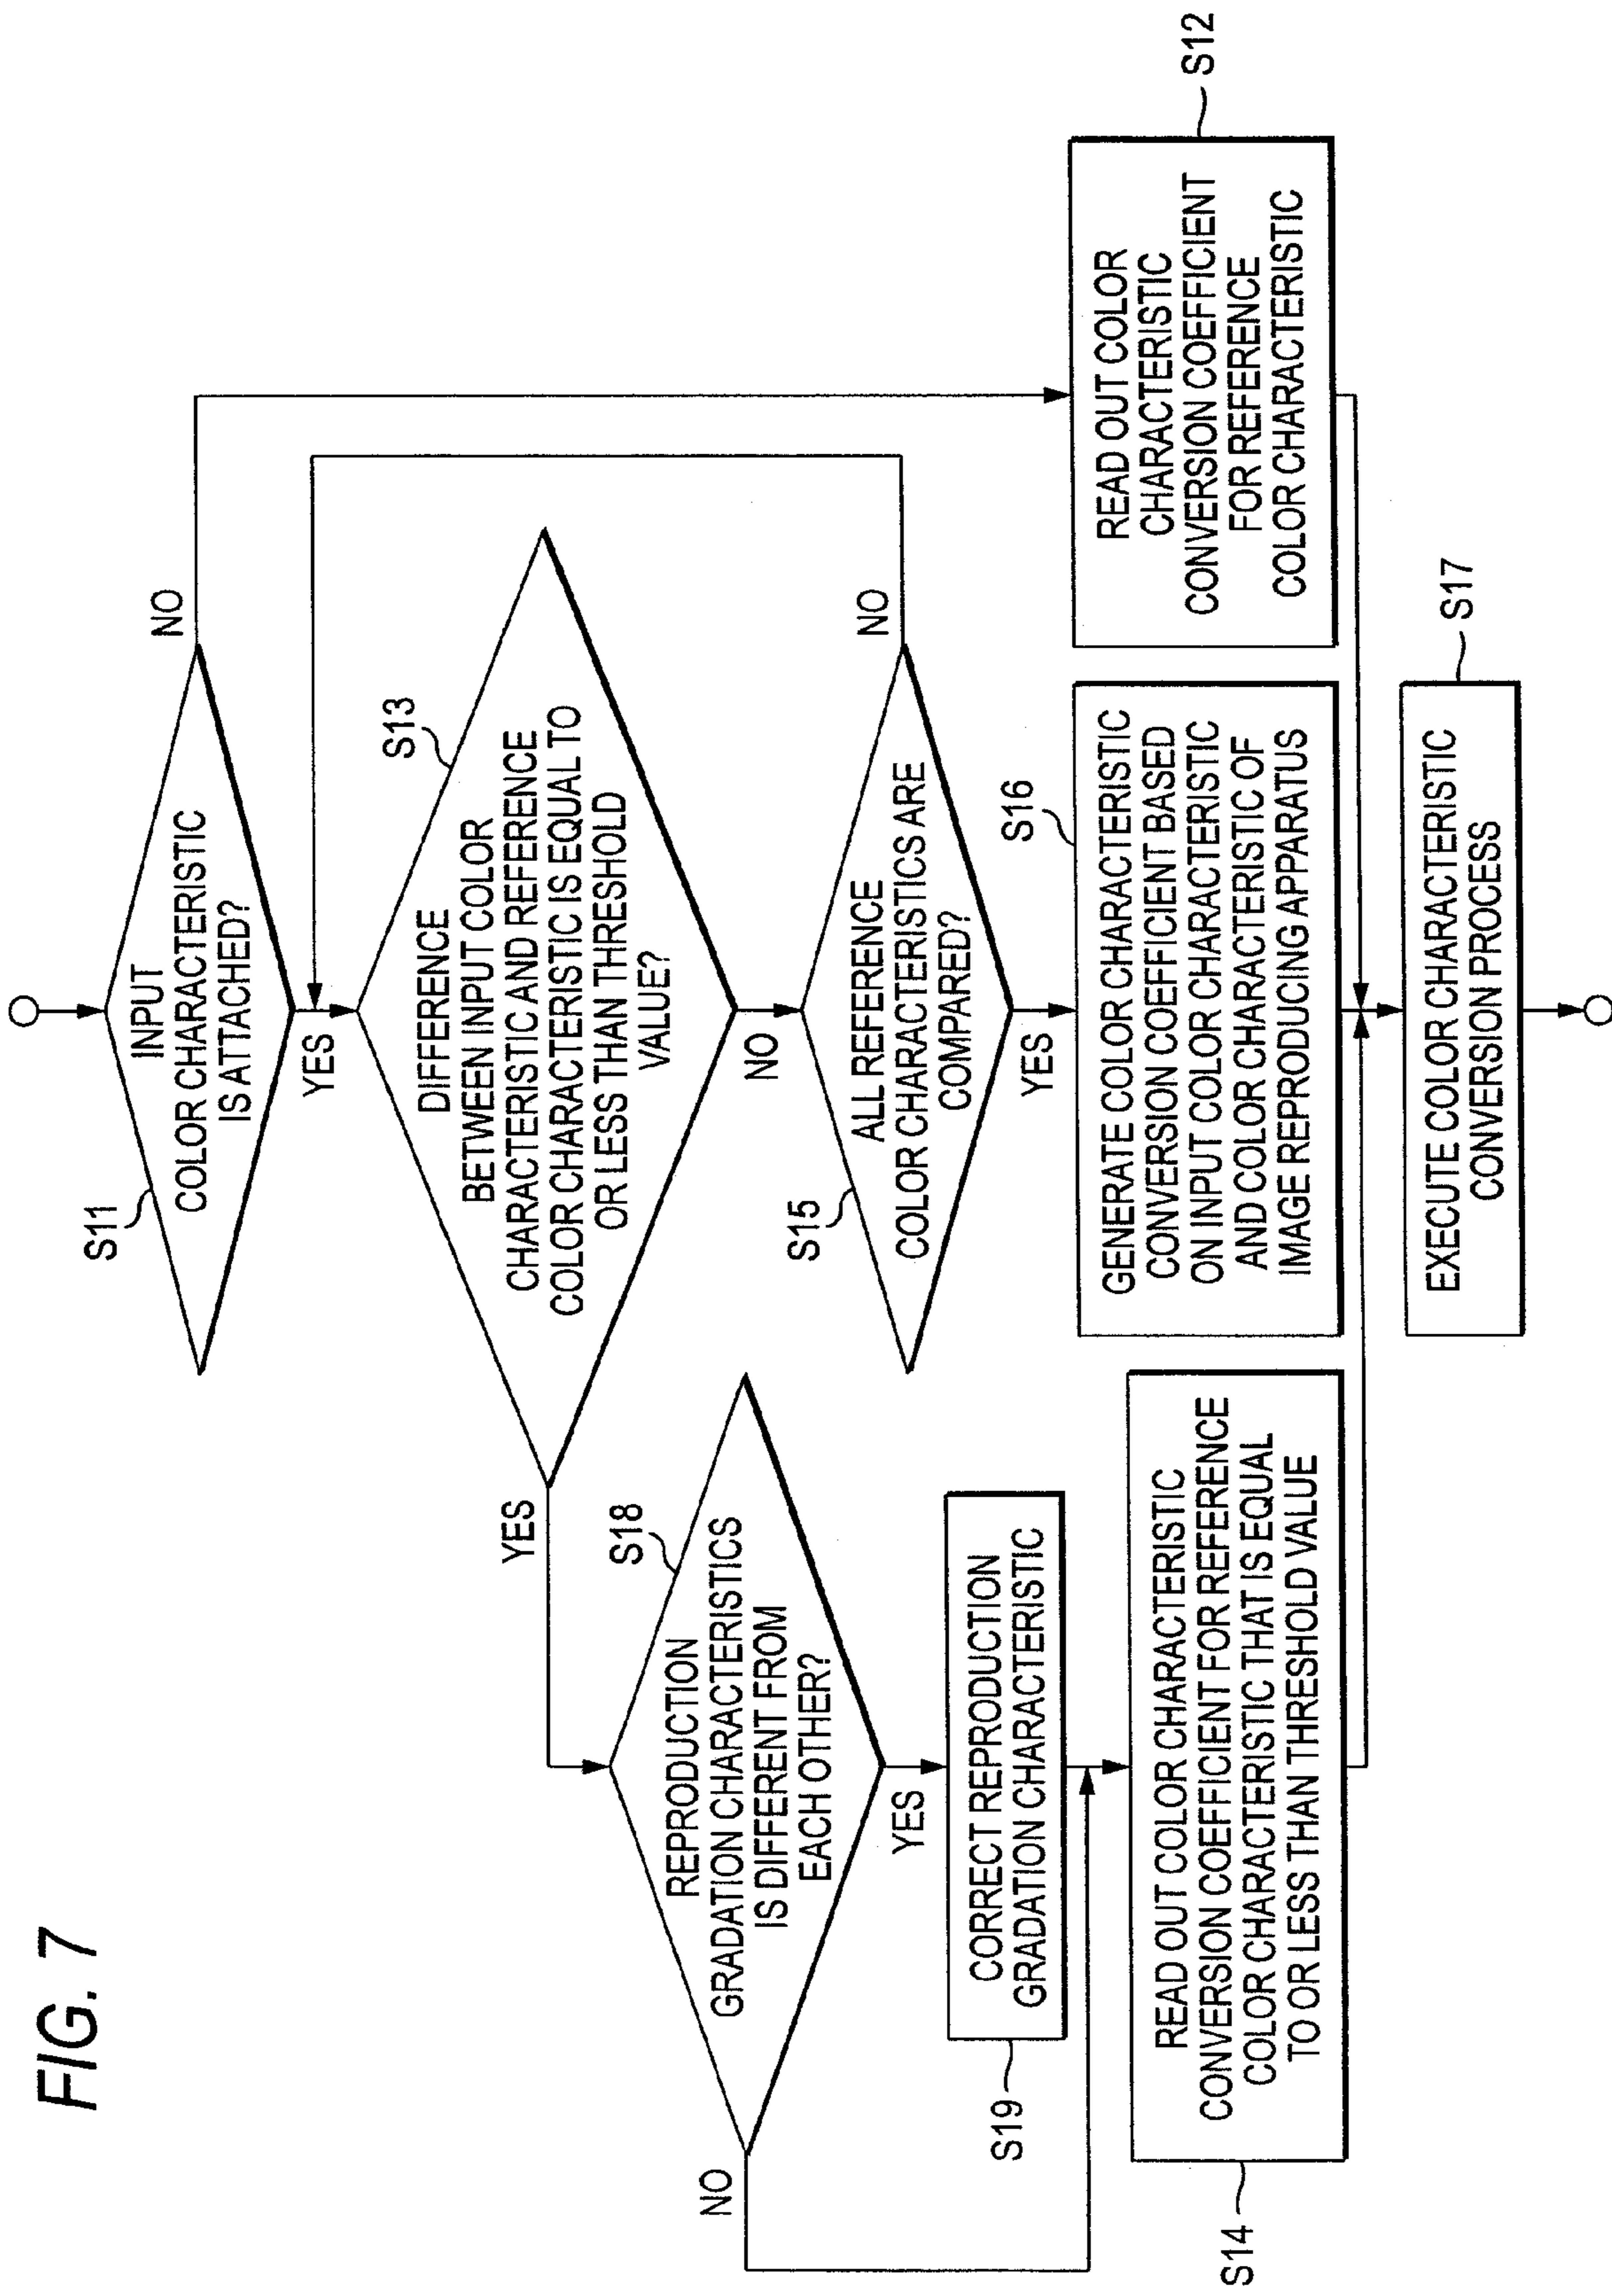 FIG. 7
S11
INPUT
COLOR CHARACTERISTIC
IS ATTACHED?
NO
YES
S13
DIFFERENCE
BETWEEN INPUT COLOR
CHARACTERISTIC AND REFERENCE
COLOR CHARACTERISTIC IS EQUAL TO
OR LESS THAN THRESHOLD
VALUE?
YES
NO
S18
REPRODUCTION
GRADATION CHARACTERISTICS
IS DIFFERENT FROM
EACH OTHER?
NO
YES
S15
ALL REFERENCE
COLOR CHARACTERISTICS ARE
COMPARED?
NO
YES
S19
CORRECT REPRODUCTION
GRADATION CHARACTERISTIC
S14
READ OUT COLOR CHARACTERISTIC
CONVERSION COEFFICIENT FOR REFERENCE
COLOR CHARACTERISTIC THAT IS EQUAL
TO OR LESS THAN THRESHOLD VALUE
S16
GENERATE COLOR CHARACTERISTIC
CONVERSION COEFFICIENT BASED
ON INPUT COLOR CHARACTERISTIC
AND COLOR CHARACTERISTIC OF
IMAGE REPRODUCING APPARATUS
READ OUT COLOR
CHARACTERISTIC
CONVERSION COEFFICIENT
FOR REFERENCE
COLOR CHARACTERISTIC
S12
EXECUTE COLOR CHARACTERISTIC
CONVERSION PROCESS
S17